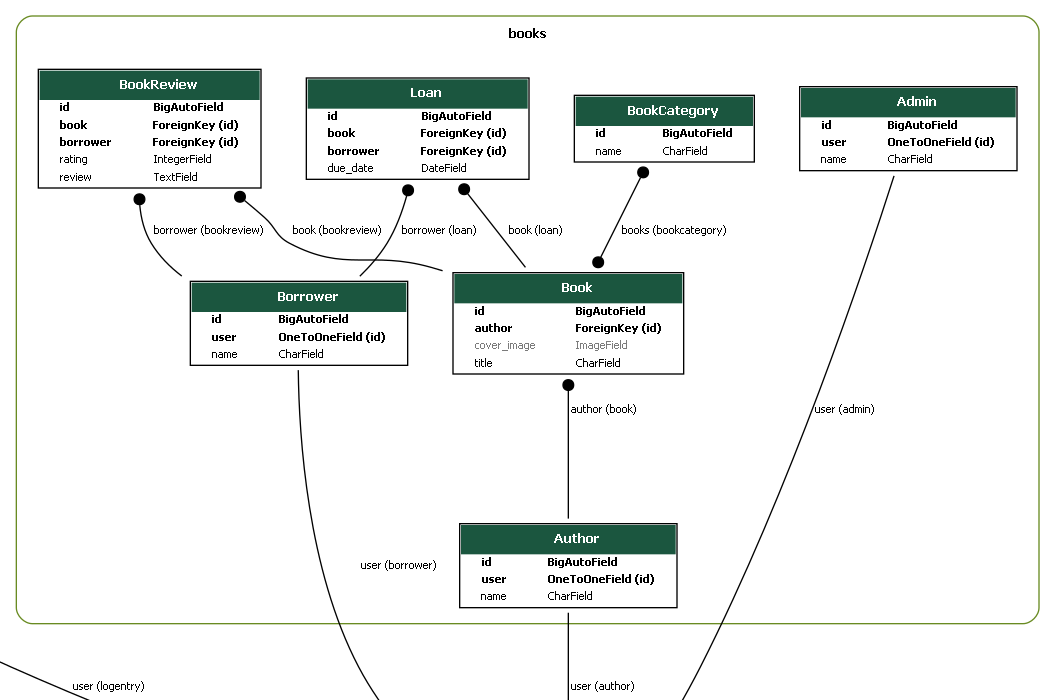 books
BookReview
id BigAutoField
book ForeignKey (id)
borrower ForeignKey (id)
rating IntegerField
review TextField
Loan
id BigAutoField
book ForeignKey (id)
borrower ForeignKey (id)
due_date DateField
BookCategory
id BigAutoField
name CharField
Admin
id BigAutoField
user OneToOneField (id)
name CharField
borrower (bookreview)
book (bookreview)
borrower (loan)
book (loan)
books (bookcategory)
Borrower
id BigAutoField
user OneToOneField (id)
name CharField
Book
id BigAutoField
author ForeignKey (id)
cover_image ImageField
title CharField
author (book)
user (admin)
Author
id BigAutoField
user OneToOneField (id)
name CharField
user (borrower)
user (logentry)
user (author)